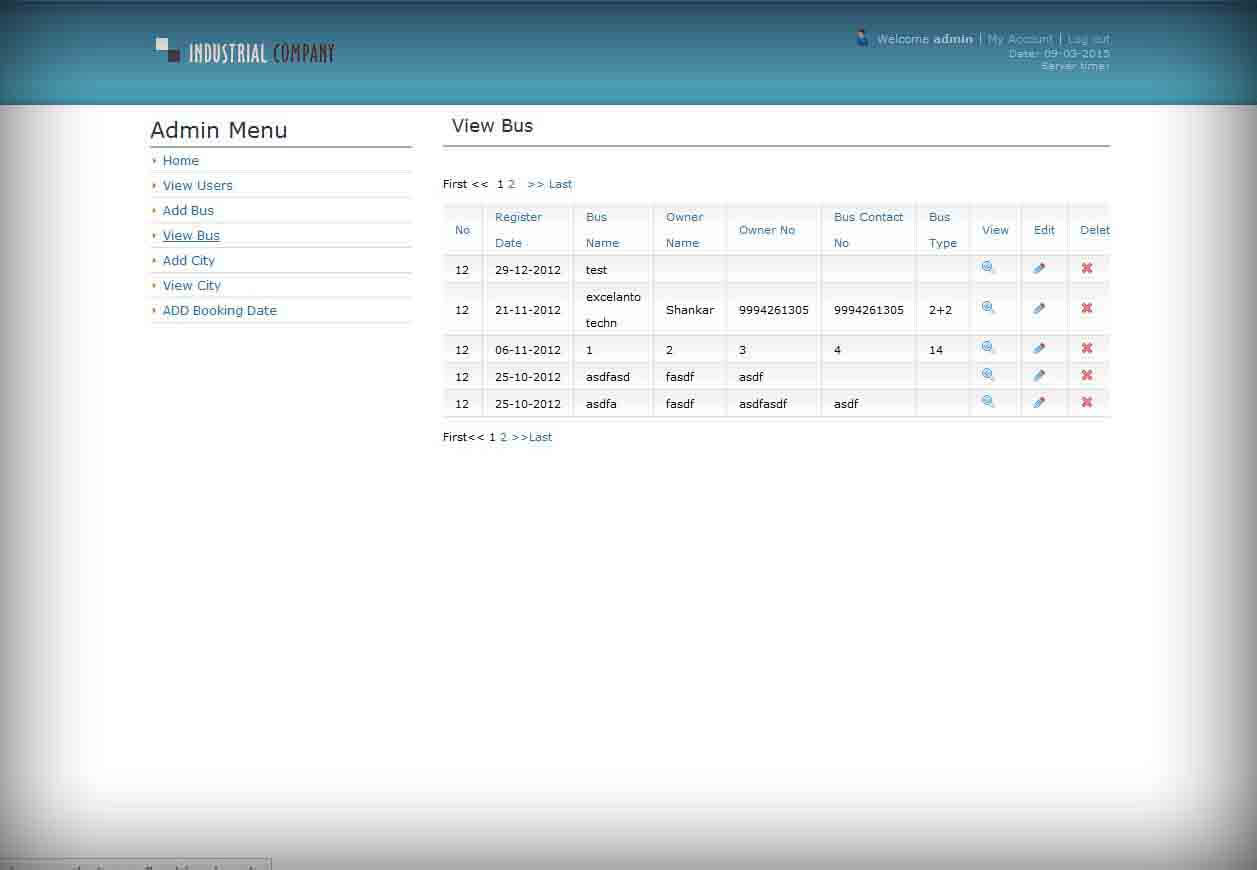 INDUSTRIAL COMPANY
Welcome admin | My Account | Log out
Date: 09-03-2015
Server time:
Admin Menu
Home
View Users
Add Bus
View Bus
Add City
View City
ADD Booking Date
View Bus
First << 1 2 >> Last
No Register Date Bus Name Owner Name Owner No Bus Contact No Bus Type View Edit Delet
12 29-12-2012 test
12 21-11-2012 excelanto techn Shankar 9994261305 9994261305 2+2
12 06-11-2012 1 2 3 4 14
12 25-10-2012 asdfasd fasdf asdf
12 25-10-2012 asdfa fasdf asdfasdf asdf
First<< 1 2 >>Last